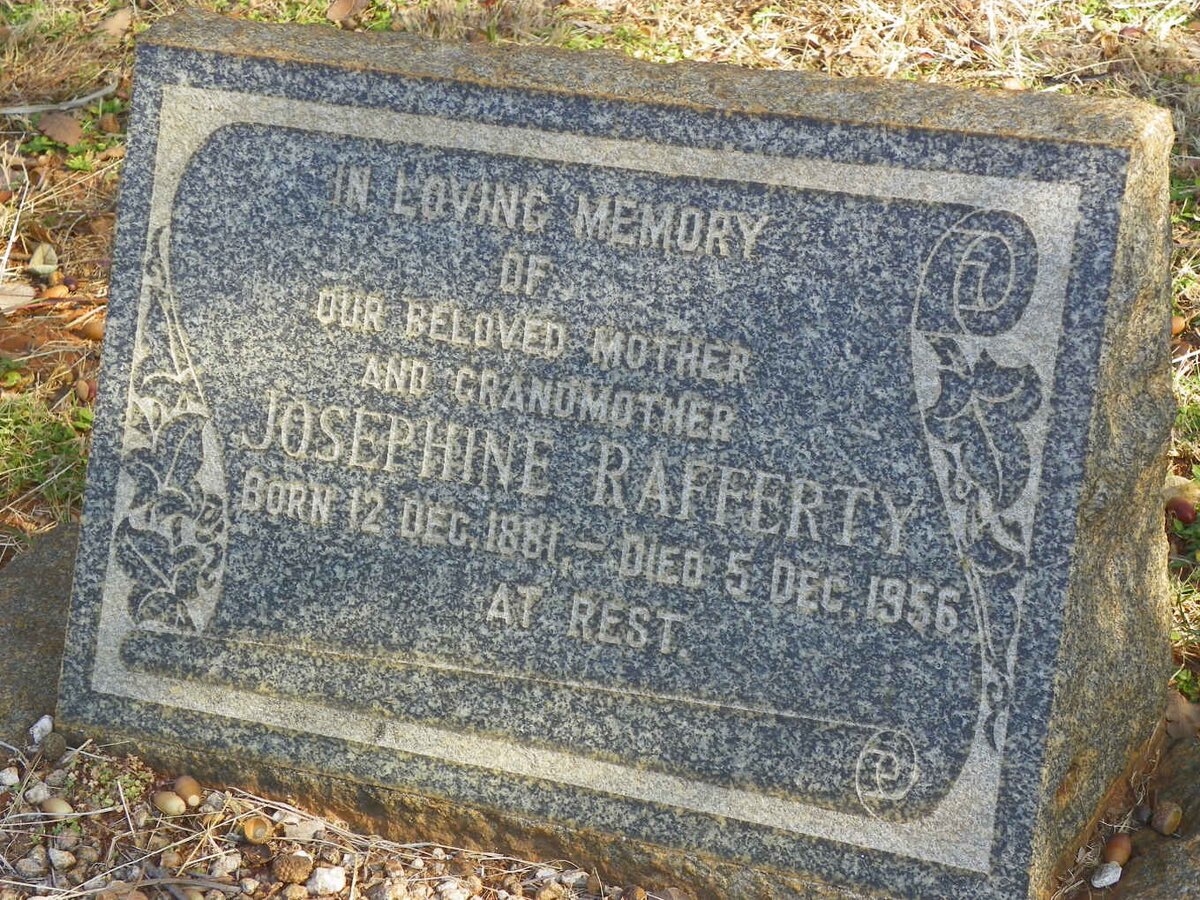 IN LOVING MEMORY
OF
OUR BELOVED MOTHER
AND GRANDMOTHER
JOSEPHINE RAFFERTY
BORN 12 DEC. 1881, – DIED 5 DEC. 1956.
AT REST.